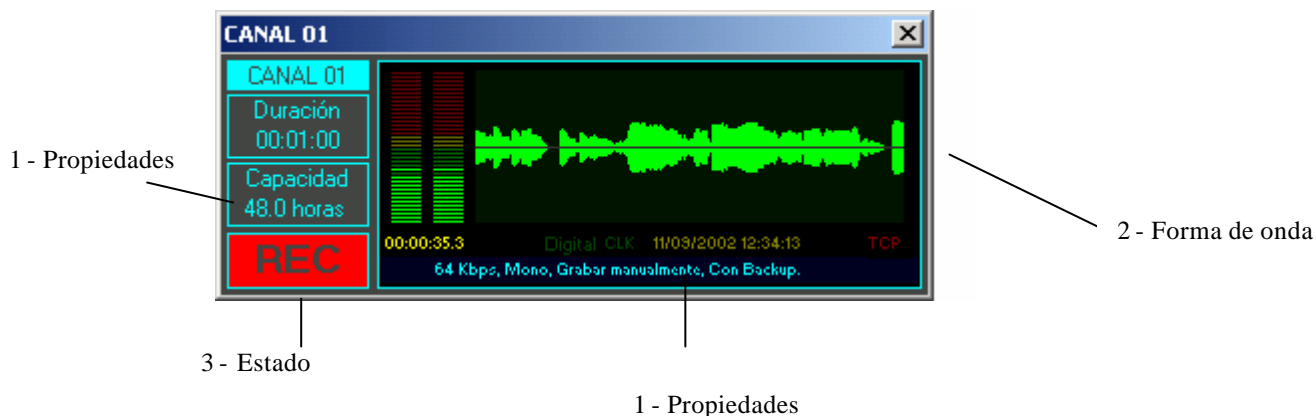 CANAL 01
CANAL 01
Duración
00:01:00
Capacidad
48.0 horas
REC
00:00:35.3 Digital CLK 11/09/2002 12:34:13 TCP
64 Kbps, Mono, Grabar manualmente, Con Backup.
1 - Propiedades
2 - Forma de onda
3 - Estado
1 - Propiedades